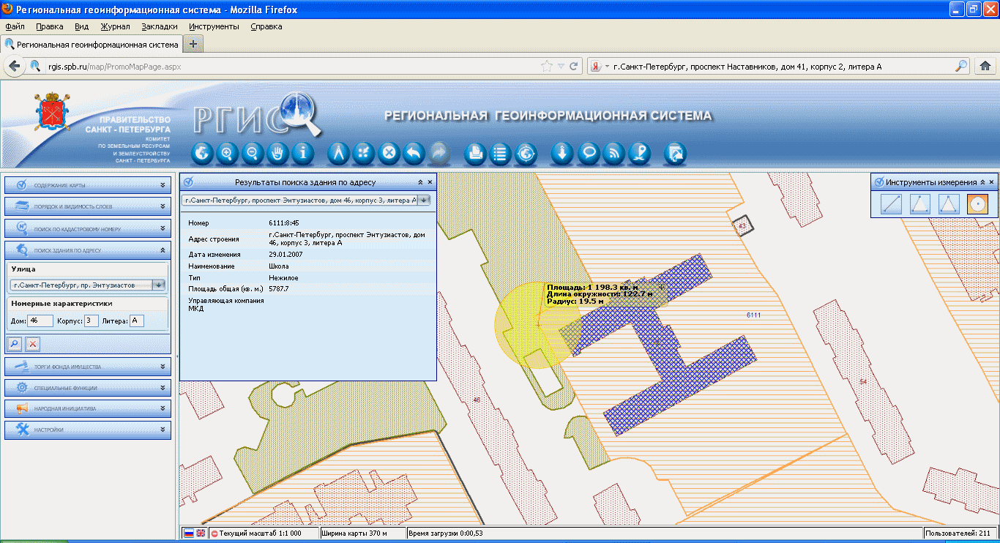 Региональная геоинформационная система - Mozilla Firefox
Файл Правка Вид Журнал Закладки Инструменты Справка
Региональная геоинформационная система
rgis.spb.ru/map/PromoMapPage.aspx
г.Санкт-Петербург, проспект Наставников, дом 41, корпус 2, литера А
ПРАВИТЕЛЬСТВО
САНКТ - ПЕТЕРБУРГА
КОМИТЕТ
ПО ЗЕМЕЛЬНЫМ РЕСУРСАМ
И ЗЕМЛЕУСТРОЙСТВУ
САНКТ - ПЕТЕРБУРГА
РГИС
РЕГИОНАЛЬНАЯ ГЕОИНФОРМАЦИОННАЯ СИСТЕМА
СОДЕРЖАНИЕ КАРТЫ
ПОРЯДОК И ВИДИМОСТЬ СЛОЕВ
ПОИСК ПО КАДАСТРОВОМУ НОМЕРУ
ПОИСК ЗДАНИЯ ПО АДРЕСУ
Улица
г.Санкт-Петербург, пр. Энтузиастов
Номерные характеристики
Дом: 46 Корпус: 3 Литера: А
ТОРГИ ФОНДА ИМУЩЕСТВА
СПЕЦИАЛЬНЫЕ ФУНКЦИИ
НАРОДНАЯ ИНИЦИАТИВА
НАСТРОЙКИ
Результаты поиска здания по адресу
г.Санкт-Петербург, проспект Энтузиастов, дом 46, корпус 3, литера А
Номер 6111:8:45
Адрес строения г.Санкт-Петербург, проспект Энтузиастов, дом
46, корпус 3, литера А
Дата изменения 29.01.2007
Наименование Школа
Тип Нежилое
Площадь общая (кв. м.) 5787.7
Управляющая компания
МКД
Инструменты измерения
43
Площадь: 1 198.3 кв. м
Длина окружности: 122.7 м
Радиус: 19.5 м
6111
54
46
Текущий масштаб 1:1 000
Ширина карты 370 м
Время загрузки 0:00,53
Пользователей: 211